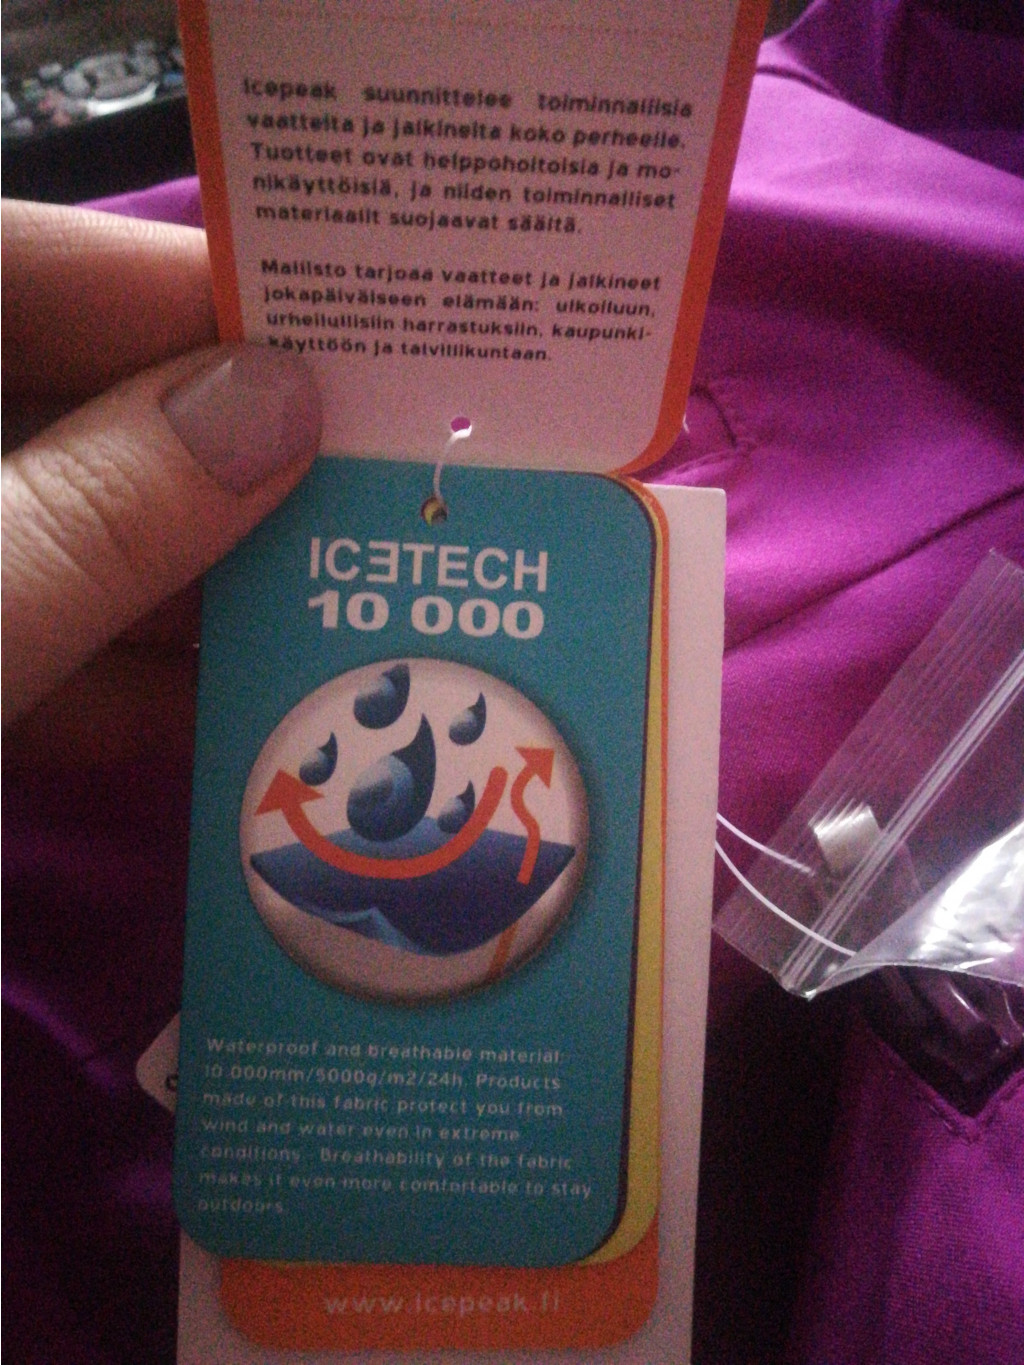 Icepeak suunnittelee toiminnallisia
vaatteita ja jalkineita koko perheelle.
Tuotteet ovat helppohoitoisia ja mo-
nikäyttöisiä, ja niiden toiminnalliset
materiaalit suojaavat säältä.
Mallisto tarjoaa vaatteet ja jalkineet
jokapäiväiseen elämään: ulkoiluun,
urheilullisiin harrastuksiin, kaupunki-
käyttöön ja talviliikuntaan.
ICƎTECH
10 000
Waterproof and breathable material:
10 000mm/5000g/m2/24h. Products
made of this fabric protect you from
wind and water even in extreme
conditions. Breathability of the fabric
makes it even more comfortable to stay
outdoors.
www.icepeak.fi